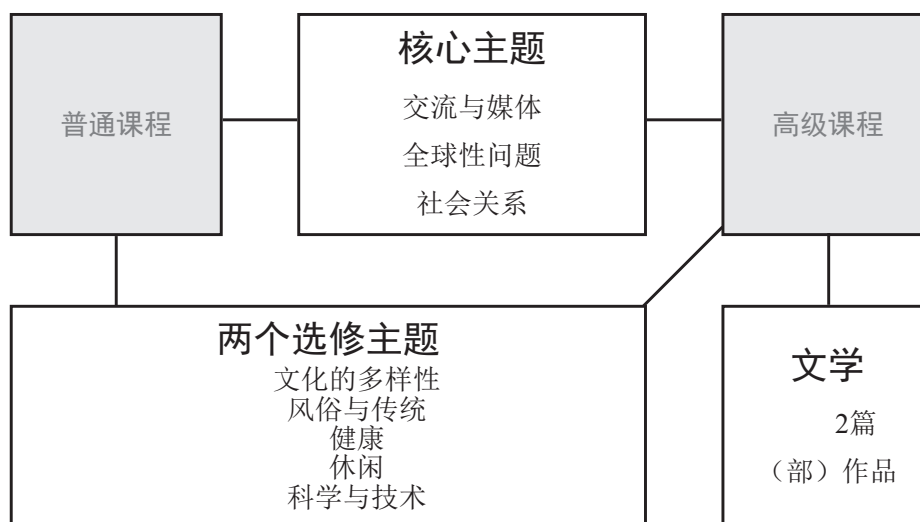 普通课程
核心主题
交流与媒体
全球性问题
社会关系
高级课程
两个选修主题
文化的多样性
风俗与传统
健康
休闲
科学与技术
文学
2篇
（部）作品